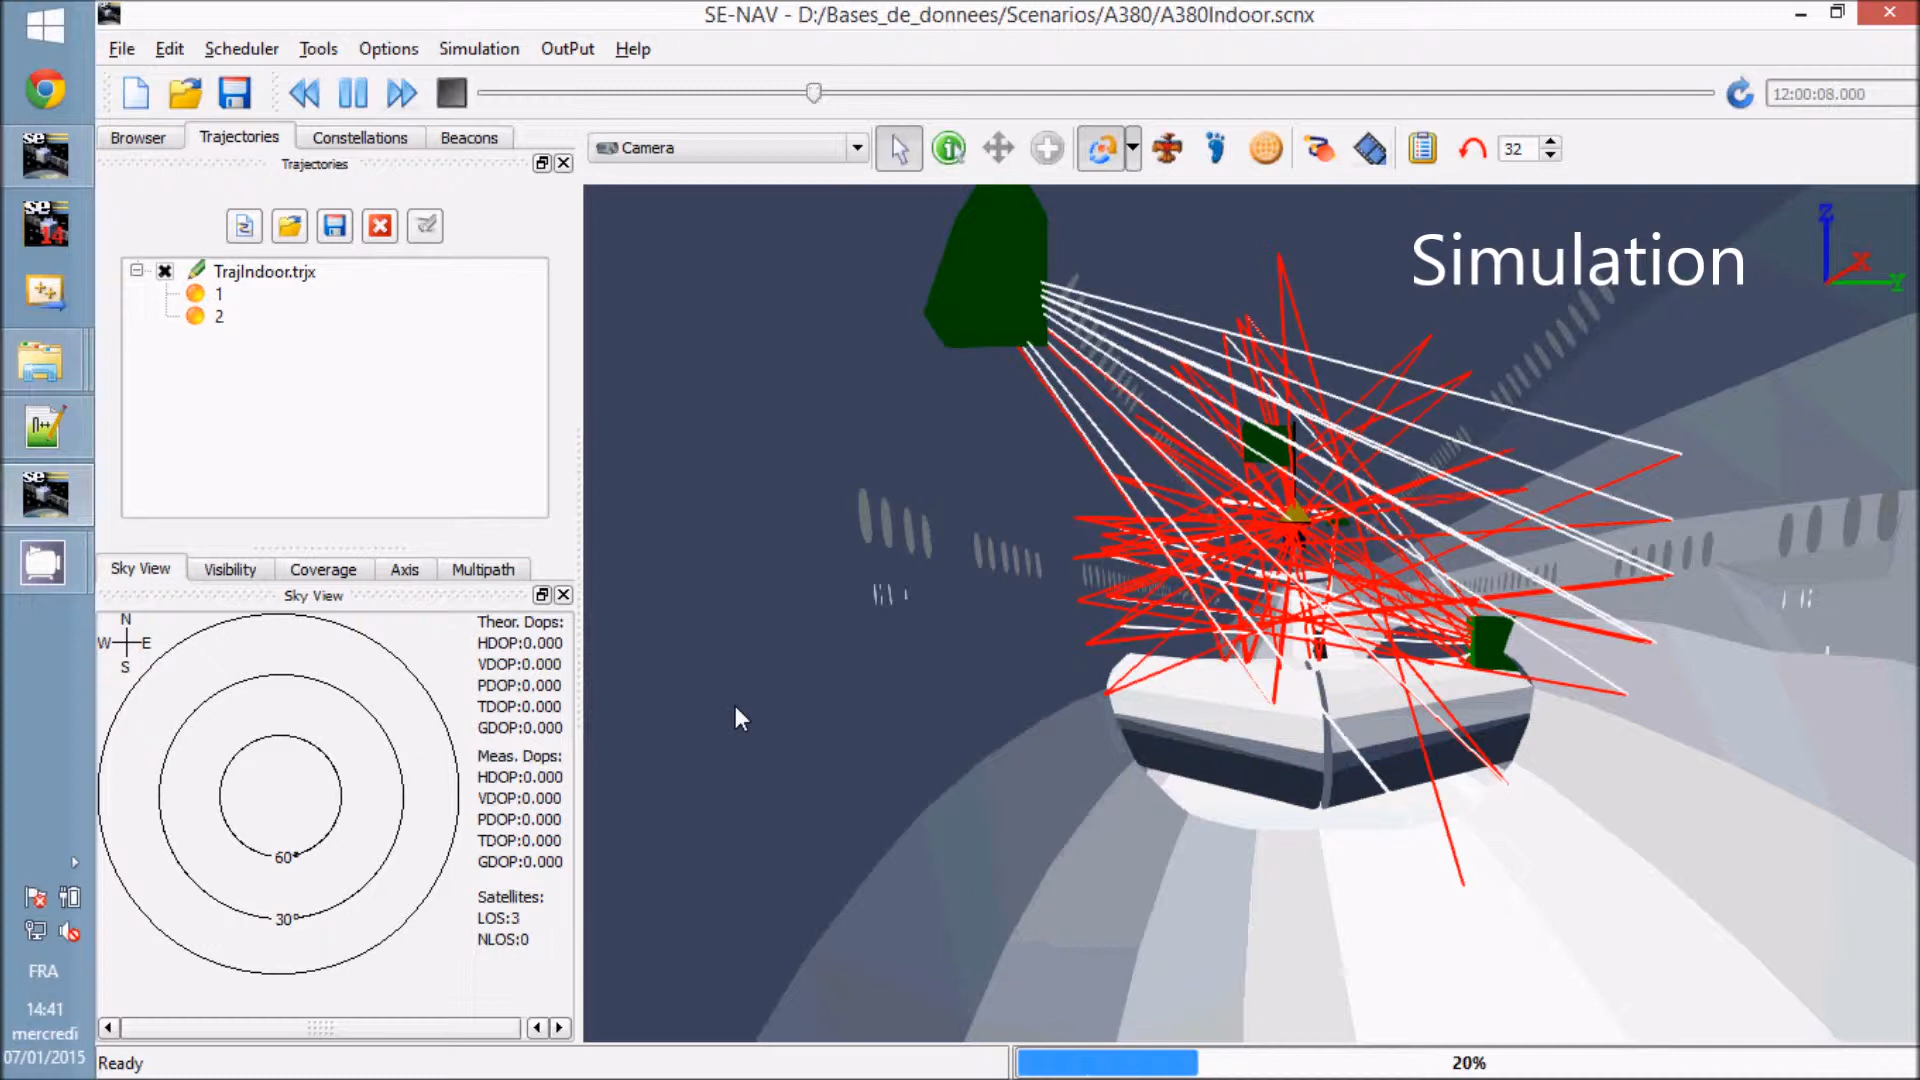 SE-NAV - D:/Bases_de_donnees/Scenarios/A380/A380Indoor.scnx
File Edit Scheduler Tools Options Simulation OutPut Help
12:00:08.000
Browser Trajectories Constellations Beacons
Camera
32
Trajectories
Simulation
Z
X
Y
TrajIndoor.trjx
1
2
se
se
14
n++
se
Sky View Visibility Coverage Axis Multipath
Sky View
N
W E
S
60°
30°
Theor. Dops:
HDOP:0.000
VDOP:0.000
PDOP:0.000
TDOP:0.000
GDOP:0.000
Meas. Dops:
HDOP:0.000
VDOP:0.000
PDOP:0.000
TDOP:0.000
GDOP:0.000
Satellites:
LOS:3
NLOS:0
FRA
14:41
mercredi
07/01/2015
Ready
20%